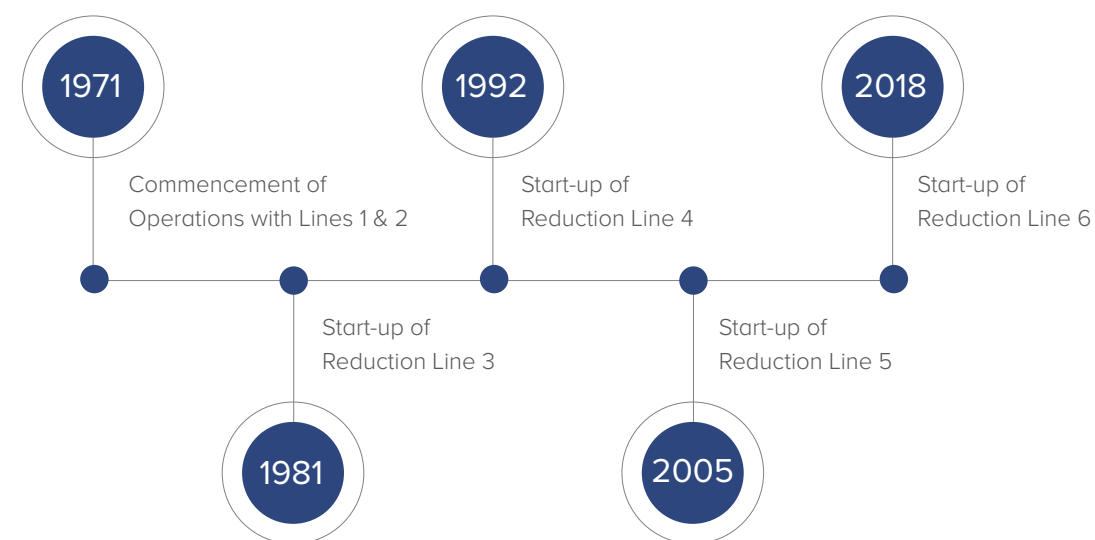 1971
Commencement of
Operations with Lines 1 & 2
1981
Start-up of
Reduction Line 3
1992
Start-up of
Reduction Line 4
2005
Start-up of
Reduction Line 5
2018
Start-up of
Reduction Line 6